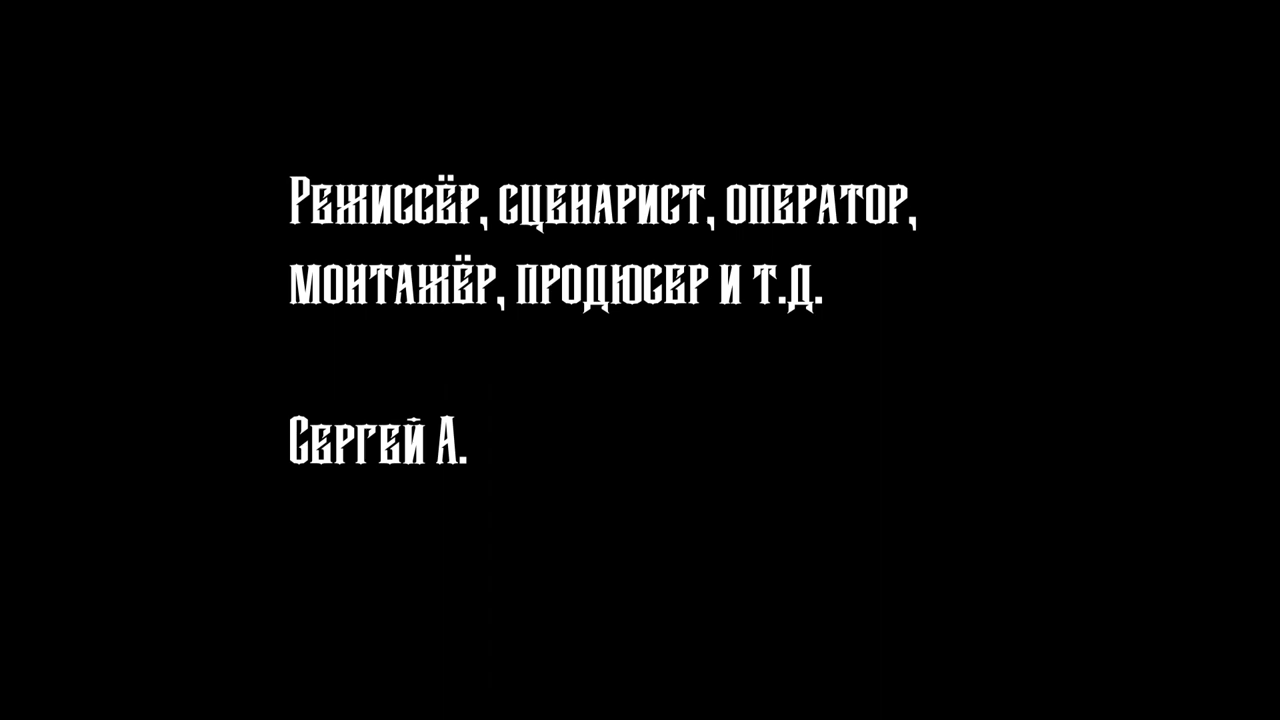 Режиссёр, сценарист, оператор,
монтажёр, продюсер и т.д.
Сергей А.